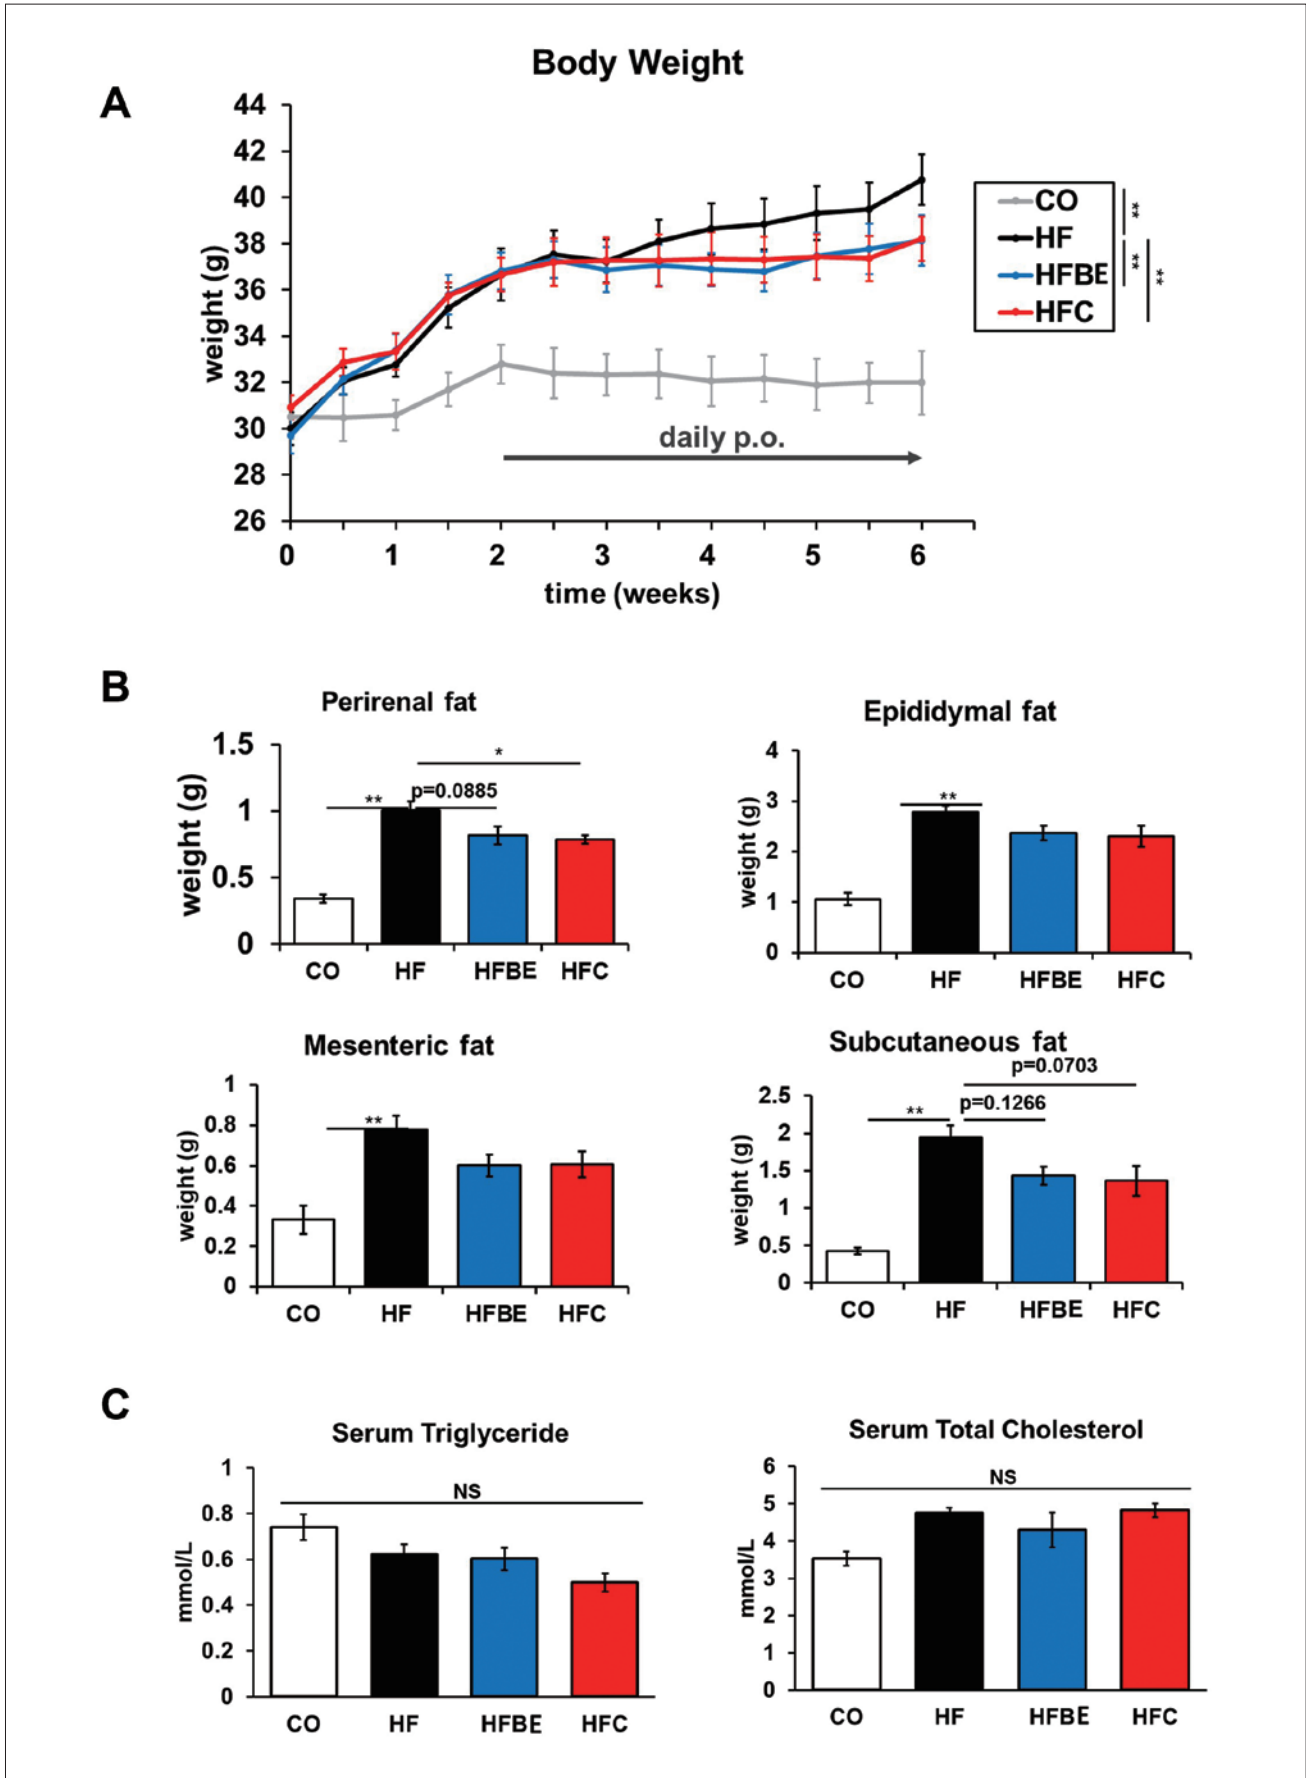 Body Weight
A
44
42
40
38
36
34
32
30
28
26
weight (g)
CO
HF
HFBE
HFC
**
**
**
daily p.o.
0 1 2 3 4 5 6
time (weeks)
B
Perirenal fat
1.5
1
0.5
0
weight (g)
*
** p=0.0885
CO HF HFBE HFC
Epididymal fat
4
3
2
1
0
weight (g)
**
CO HF HFBE HFC
Mesenteric fat
1
0.8
0.6
0.4
0.2
0
weight (g)
**
CO HF HFBE HFC
Subcutaneous fat
p=0.0703
** p=0.1266
2.5
2
1.5
1
0.5
0
weight (g)
CO HF HFBE HFC
C
Serum Triglyceride
1
0.8
0.6
0.4
0.2
0
mmol/L
NS
CO HF HFBE HFC
Serum Total Cholesterol
6
5
4
3
2
1
0
mmol/L
NS
CO HF HFBE HFC